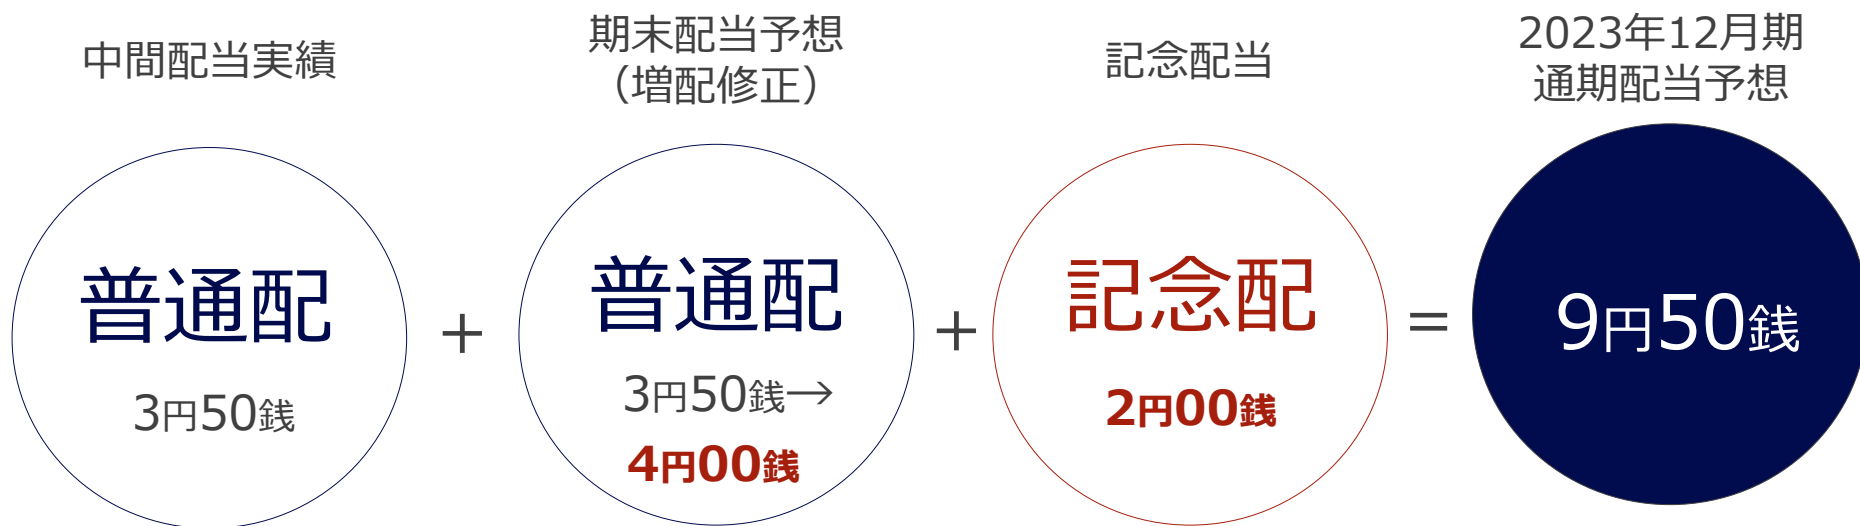 中間配当実績
期末配当予想
（増配修正）
記念配当
2023年12月期
通期配当予想
普通配
3円50銭
+
普通配
3円50銭→
4円00銭
+
記念配
2円00銭
=
9円50銭